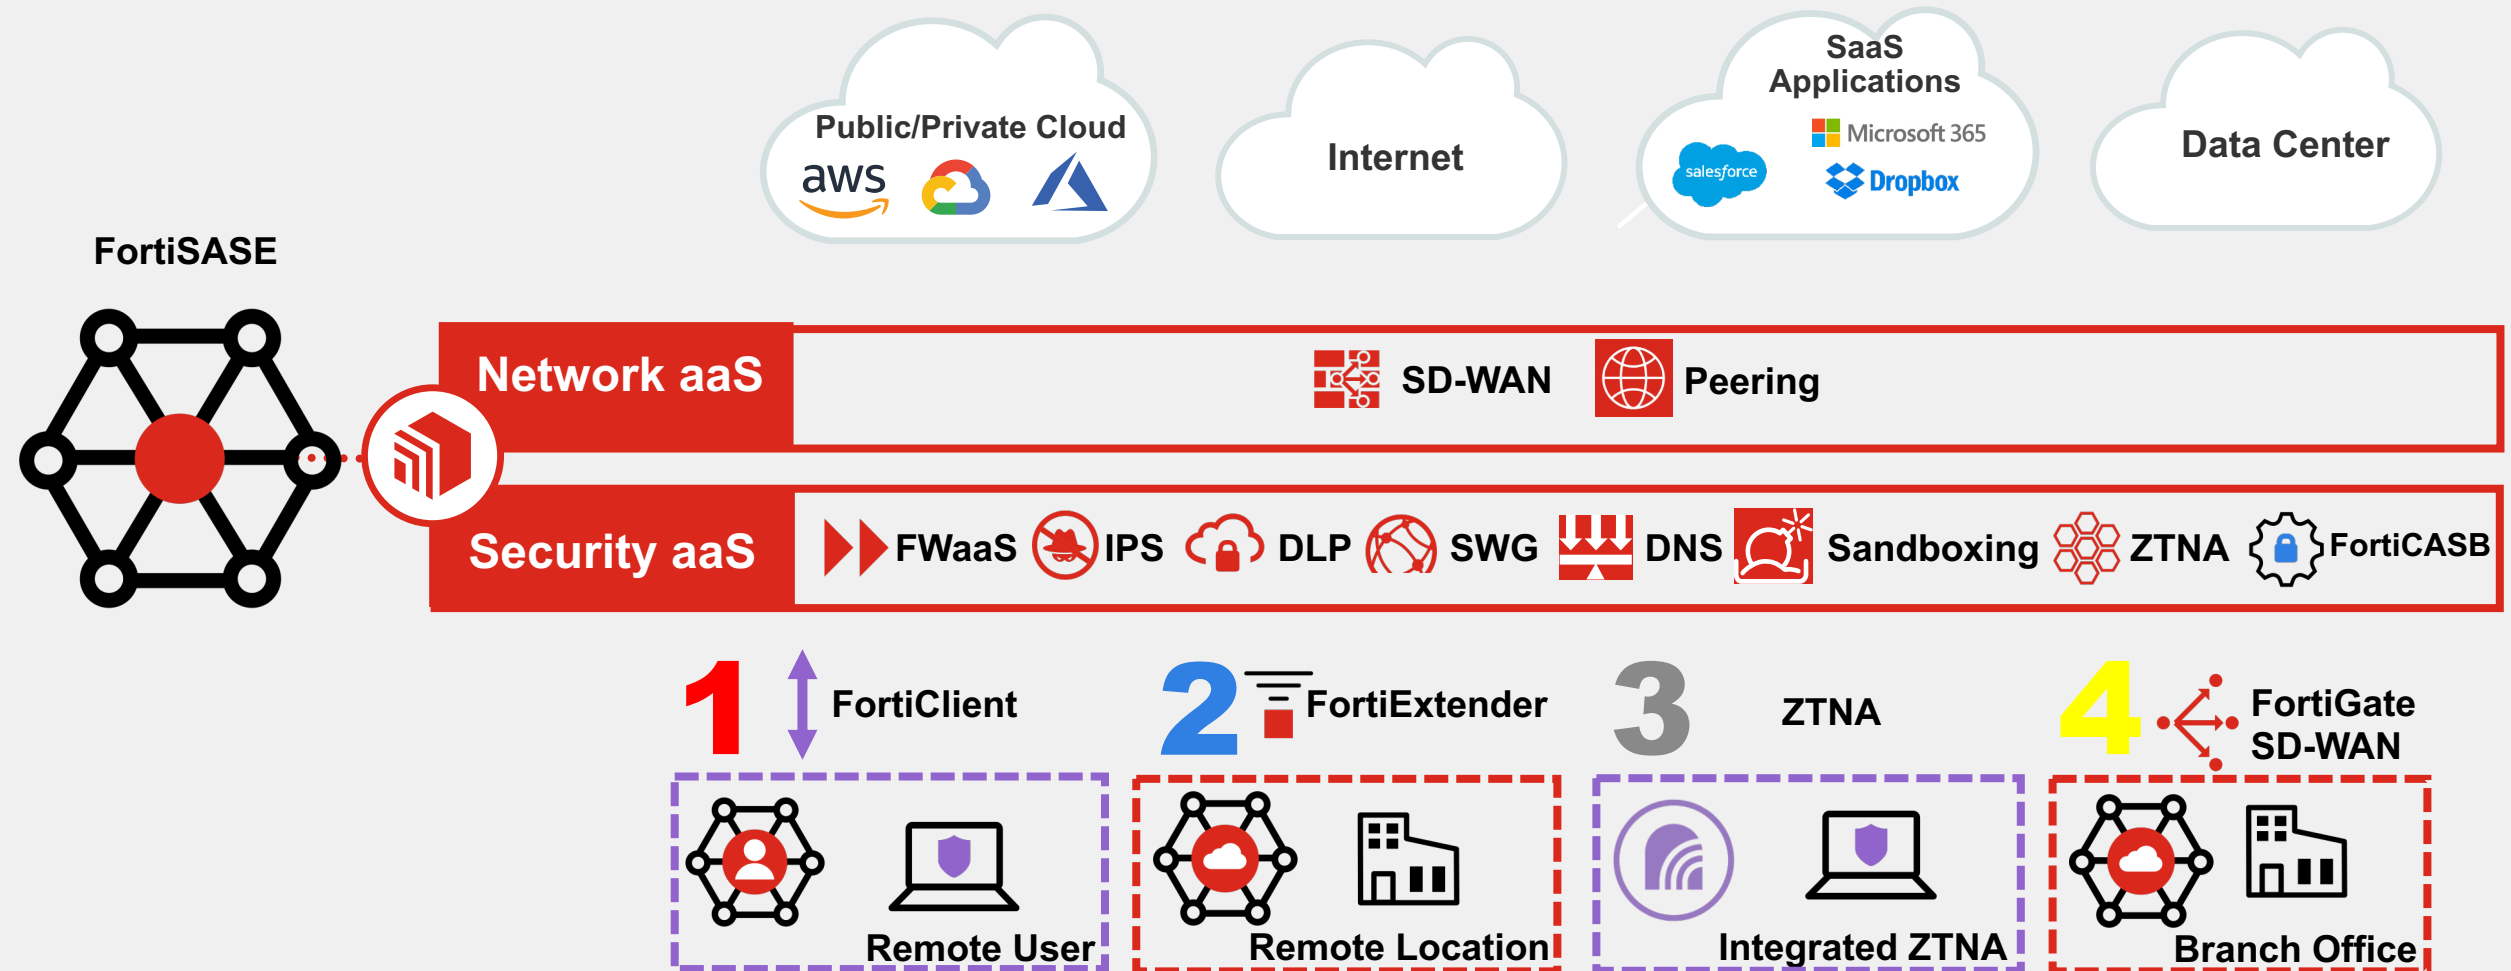 Public/Private Cloud
aws
Internet
SaaS
Applications
Microsoft 365
salesforce
Dropbox
Data Center
FortiSASE
Network aaS
SD-WAN
Peering
Security aaS
FWaaS
IPS
DLP
SWG
DNS
Sandboxing
ZTNA
FortiCASB
1
FortiClient
2
FortiExtender
3
ZTNA
4
FortiGate
SD-WAN
Remote User
Remote Location
Integrated ZTNA
Branch Office